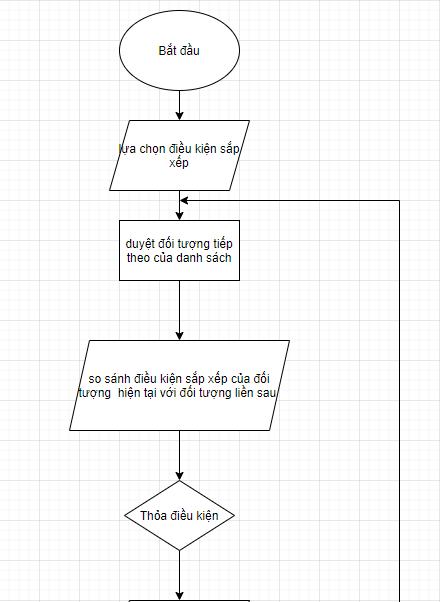 Bắt đầu
lựa chọn điều kiện sắp
xếp
duyệt đối tượng tiếp
theo của danh sách
so sánh điều kiện sắp xếp của đối
tượng hiện tại với đối tượng liền sau
Thỏa điều kiện